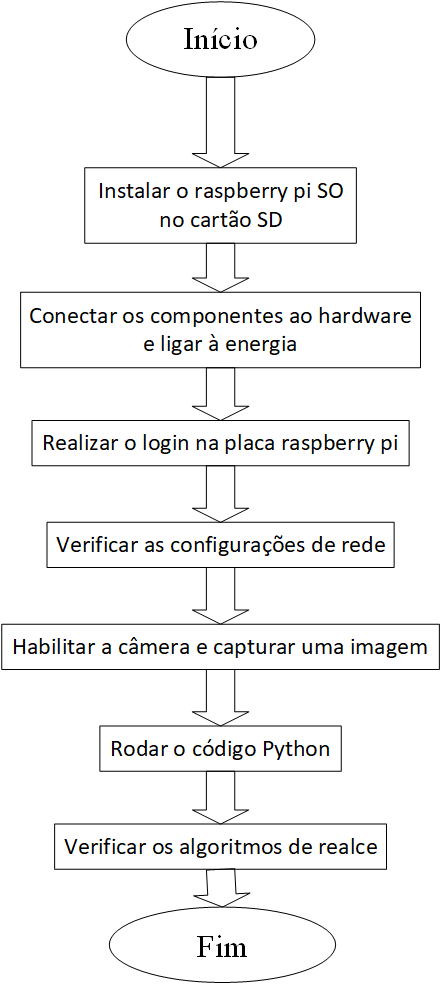 Início
Instalar o raspberry pi SO
no cartão SD
Conectar os componentes ao hardware
e ligar à energia
Realizar o login na placa raspberry pi
Verificar as configurações de rede
Habilitar a câmera e capturar uma imagem
Rodar o código Python
Verificar os algoritmos de realce
Fim